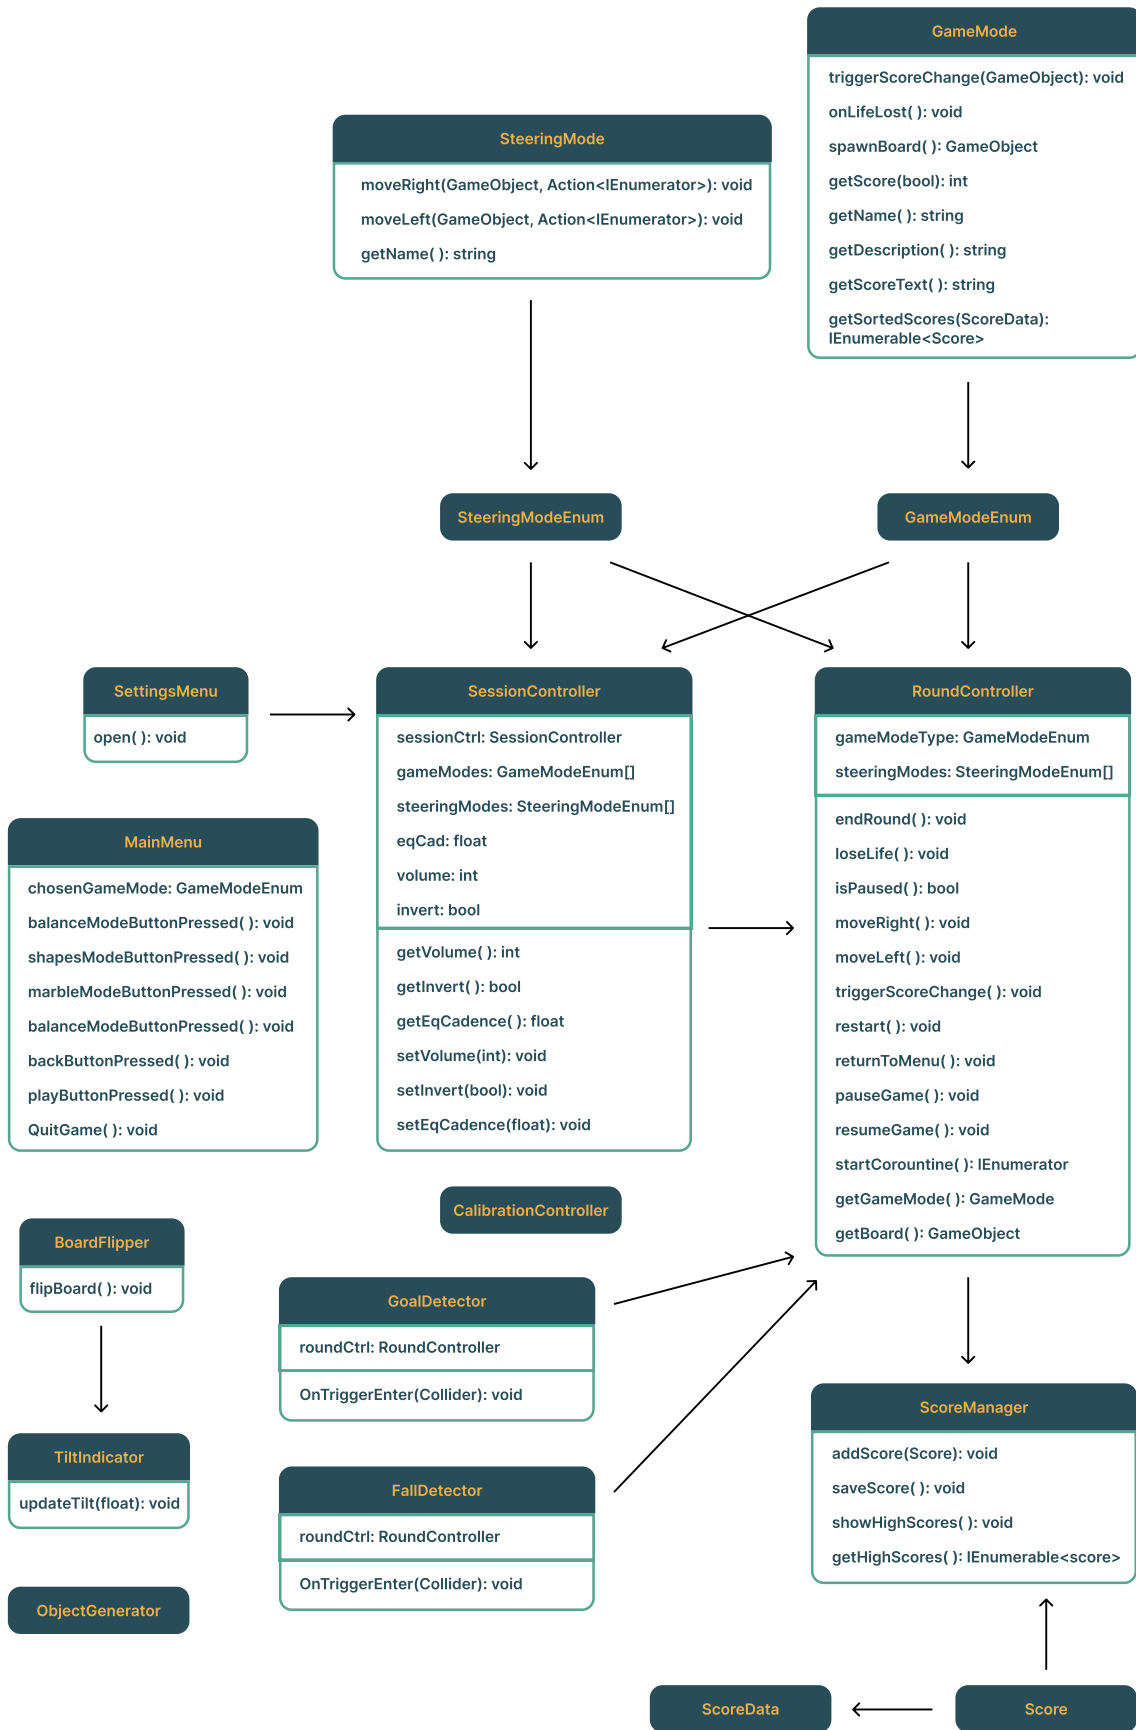 GameMode
triggerScoreChange(GameObject): void
onLifeLost( ): void
spawnBoard( ): GameObject
getScore(bool): int
getName( ): string
getDescription( ): string
getScoreText( ): string
getSortedScores(ScoreData):
IEnumerable<Score>
SteeringMode
moveRight(GameObject, Action<IEnumerator>): void
moveLeft(GameObject, Action<IEnumerator>): void
getName( ): string
SteeringModeEnum
GameModeEnum
SettingsMenu
open( ): void
SessionController
sessionCtrl: SessionController
gameModes: GameModeEnum[]
steeringModes: SteeringModeEnum[]
eqCad: float
volume: int
invert: bool
getVolume( ): int
getInvert( ): bool
getEqCadence( ): float
setVolume(int): void
setInvert(bool): void
setEqCadence(float): void
RoundController
gameModeType: GameModeEnum
steeringModes: SteeringModeEnum[]
endRound( ): void
loseLife( ): void
isPaused( ): bool
moveRight( ): void
moveLeft( ): void
triggerScoreChange( ): void
restart( ): void
returnToMenu( ): void
pauseGame( ): void
resumeGame( ): void
startCorountine( ): IEnumerator
getGameMode( ): GameMode
getBoard( ): GameObject
MainMenu
chosenGameMode: GameModeEnum
balanceModeButtonPressed( ): void
shapesModeButtonPressed( ): void
marbleModeButtonPressed( ): void
balanceModeButtonPressed( ): void
backButtonPressed( ): void
playButtonPressed( ): void
QuitGame( ): void
CalibrationController
BoardFlipper
flipBoard( ): void
GoalDetector
roundCtrl: RoundController
OnTriggerEnter(Collider): void
TiltIndicator
updateTilt(float): void
FallDetector
roundCtrl: RoundController
OnTriggerEnter(Collider): void
ScoreManager
addScore(Score): void
saveScore( ): void
showHighScores( ): void
getHighScores( ): IEnumerable<score>
ObjectGenerator
ScoreData
Score